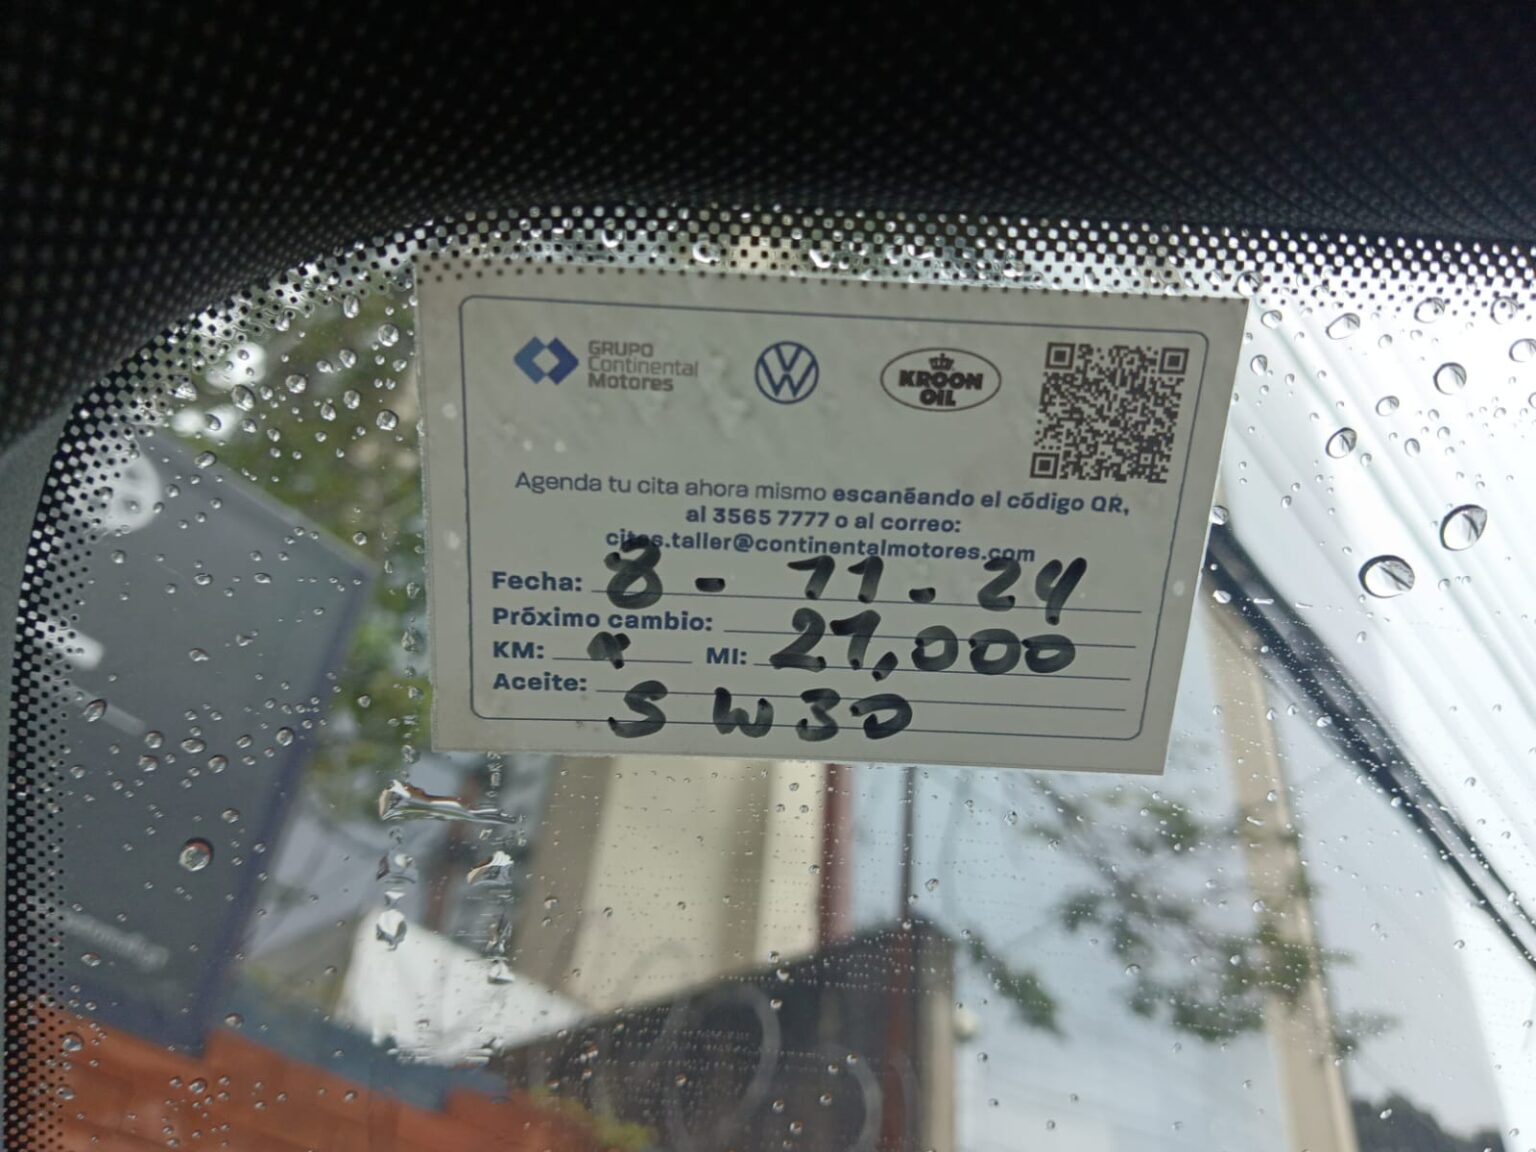 GRUPO
Continental
Motores
KROON
OIL
Agenda tu cita ahora mismo escanéando el código QR,
al 3565 7777 o al correo:
citas.taller@continentalmotores.com
Fecha: 8 - 11 - 24
Próximo cambio:
KM: MI: 21,000
Aceite: 5W30